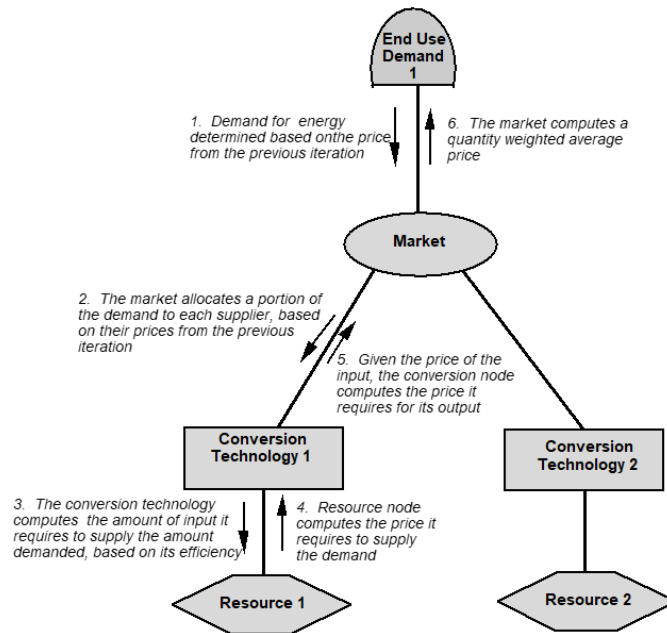 End Use
Demand
1
1. Demand for energy
determined based onthe price
from the previous iteration
6. The market computes a
quantity weighted average
price
Market
2. The market allocates a portion of
the demand to each supplier, based
on their prices from the previous
iteration
5. Given the price of the
input, the conversion node
computes the price it
requires for its output
Conversion
Technology 1
Conversion
Technology 2
3. The conversion technology
computes the amount of input it
requires to supply the amount
demanded, based on its efficiency
4. Resource node
computes the price it
requires to supply
the demand
Resource 1
Resource 2